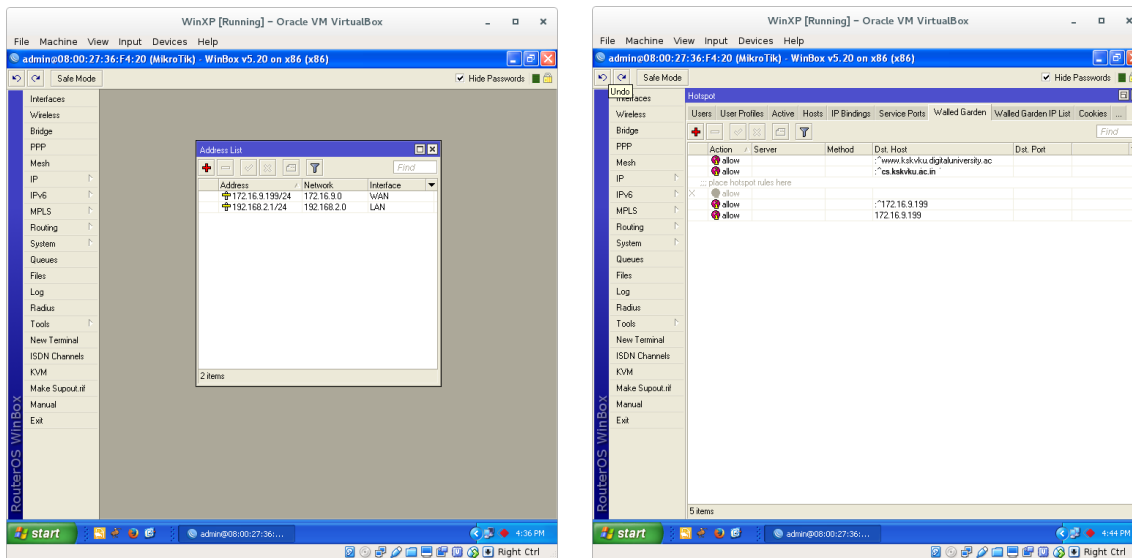 WinXP [Running] – Oracle VM VirtualBox
File Machine View Input Devices Help
admin@08:00:27:36:F4:20 (MikroTik) - WinBox v5.20 on x86 (x86)
Safe Mode
Hide Passwords
Interfaces
Wireless
Bridge
PPP
Mesh
IP
IPv6
MPLS
Routing
System
Queues
Files
Log
Radius
Tools
New Terminal
ISDN Channels
KVM
Make Supout.rif
Manual
Exit
RouterOS WinBox
Address List
Find
Address Network Interface
172.16.9.199/24 172.16.9.0 WAN
192.168.2.1/24 192.168.2.0 LAN
2 items
start
admin@08:00:27:36:...
4:36 PM
Right Ctrl
WinXP [Running] – Oracle VM VirtualBox
File Machine View Input Devices Help
admin@08:00:27:36:F4:20 (MikroTik) - WinBox v5.20 on x86 (x86)
Safe Mode
Hide Passwords
Undo
Interfaces
Wireless
Bridge
PPP
Mesh
IP
IPv6
MPLS
Routing
System
Queues
Files
Log
Radius
Tools
New Terminal
ISDN Channels
KVM
Make Supout.rif
Manual
Exit
RouterOS WinBox
Hotspot
Users User Profiles Active Hosts IP Bindings Service Ports Walled Garden Walled Garden IP List Cookies ...
Find
Action Server Method Dst. Host Dst. Port
allow :^www.kskvku.digitaluniversity.ac
allow :^cs.kskvku.ac.in
::: place hotspot rules here
X allow
allow :^172.16.9.199
allow 172.16.9.199
5 items
start
admin@08:00:27:36:...
4:44 PM
Right Ctrl